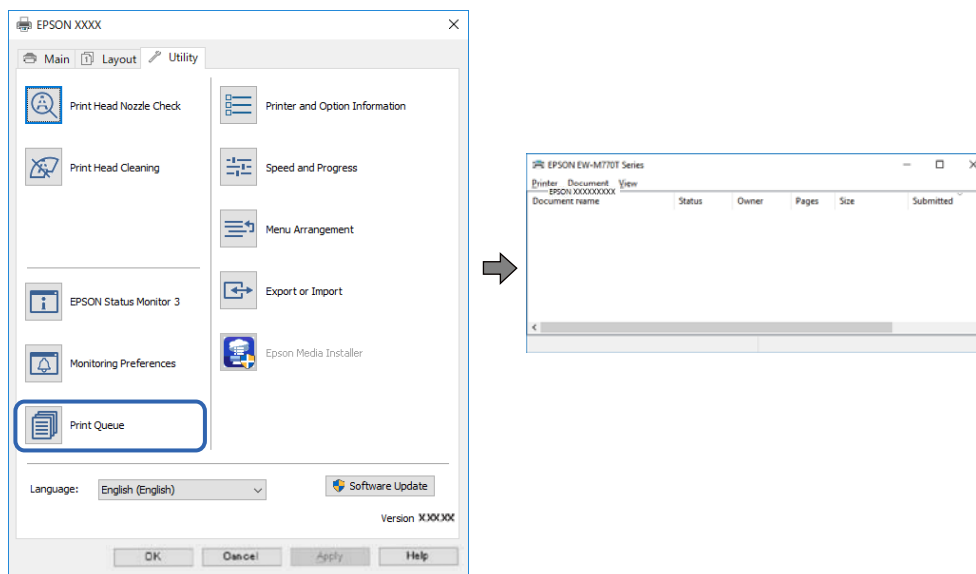 EPSON XXXX
Main
Layout
Utility
Print Head Nozzle Check
Print Head Cleaning
EPSON Status Monitor 3
Monitoring Preferences
Print Queue
Printer and Option Information
Speed and Progress
Menu Arrangement
Export or Import
Epson Media Installer
Language: English (English)
Software Update
Version X.XX.XX
OK Cancel Apply Help
EPSON EW-M770T Series
Printer Document View
EPSON XXXXXXXXX
Document Name Status Owner Pages Size Submitted